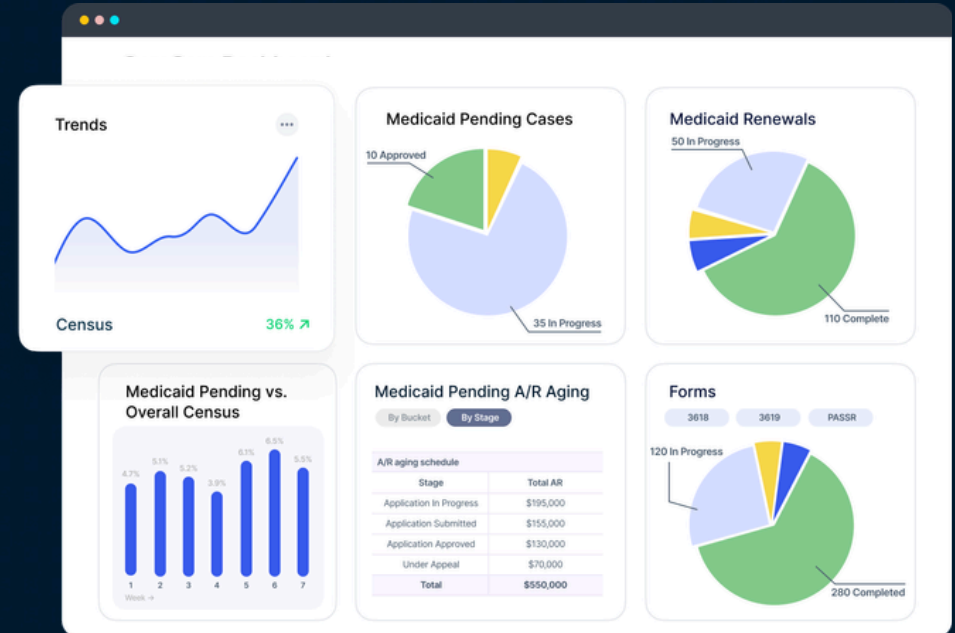 Trends
Census
36%
Medicaid Pending Cases
10 Approved
35 In Progress
Medicaid Renewals
50 In Progress
110 Complete
Medicaid Pending vs.
Overall Census
4.7%
5.1%
5.2%
3.9%
6.1%
6.5%
5.5%
1 2 3 4 5 6 7
Week →
Medicaid Pending A/R Aging
By Bucket By Stage
A/R aging schedule
Stage Total AR
Application In Progress $195,000
Application Submitted $155,000
Application Approved $130,000
Under Appeal $70,000
Total $550,000
Forms
3618 3619 PASSR
120 In Progress
280 Completed